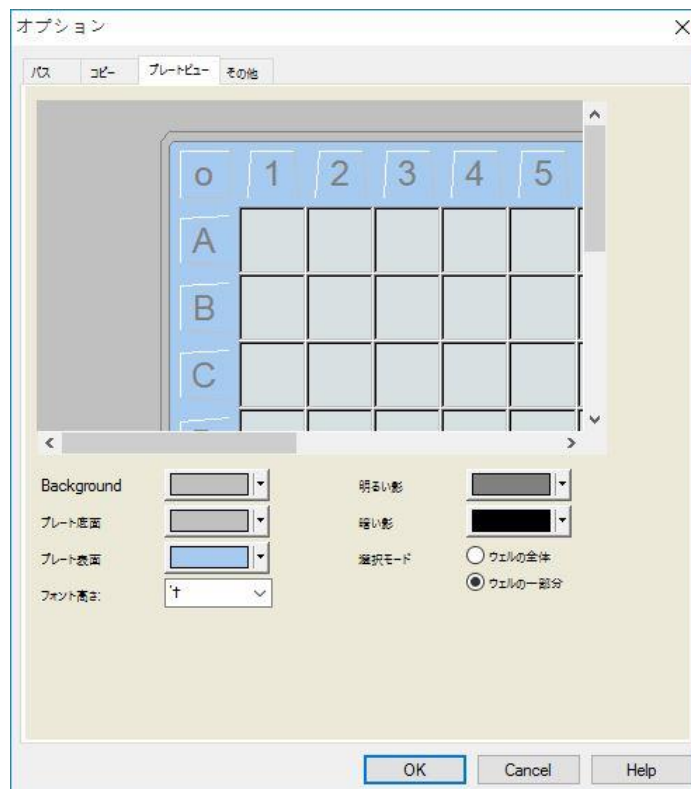 オプション
パス コピー プレートビュー その他
o 1 2 3 4 5
A
B
C
Background
明るい影
プレート底面
暗い影
プレート表面
選択モード
ウェルの全体
フォント高さ:
ウェルの一部分
OK Cancel Help